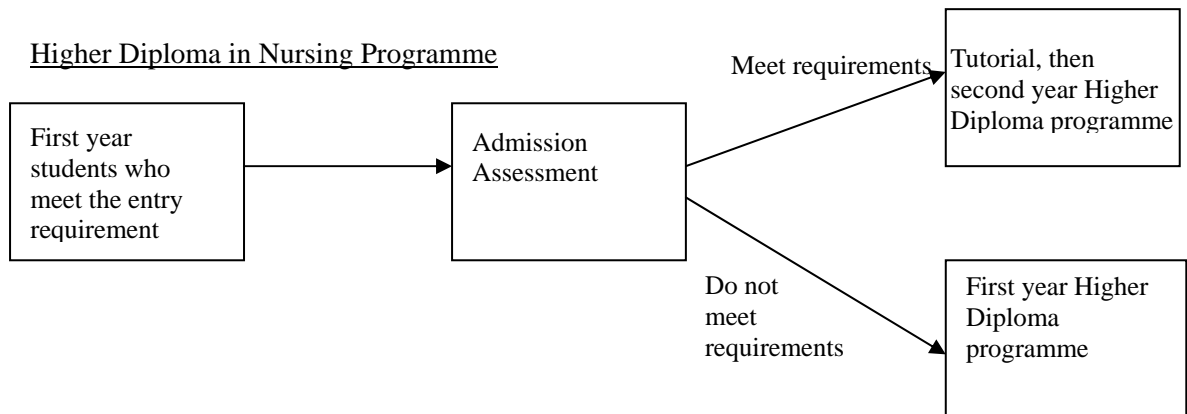 Higher Diploma in Nursing Programme
First year
students who
meet the entry
requirement
Admission
Assessment
Meet requirements
Tutorial, then
second year Higher
Diploma programme
Do not
meet
requirements
First year Higher
Diploma
programme